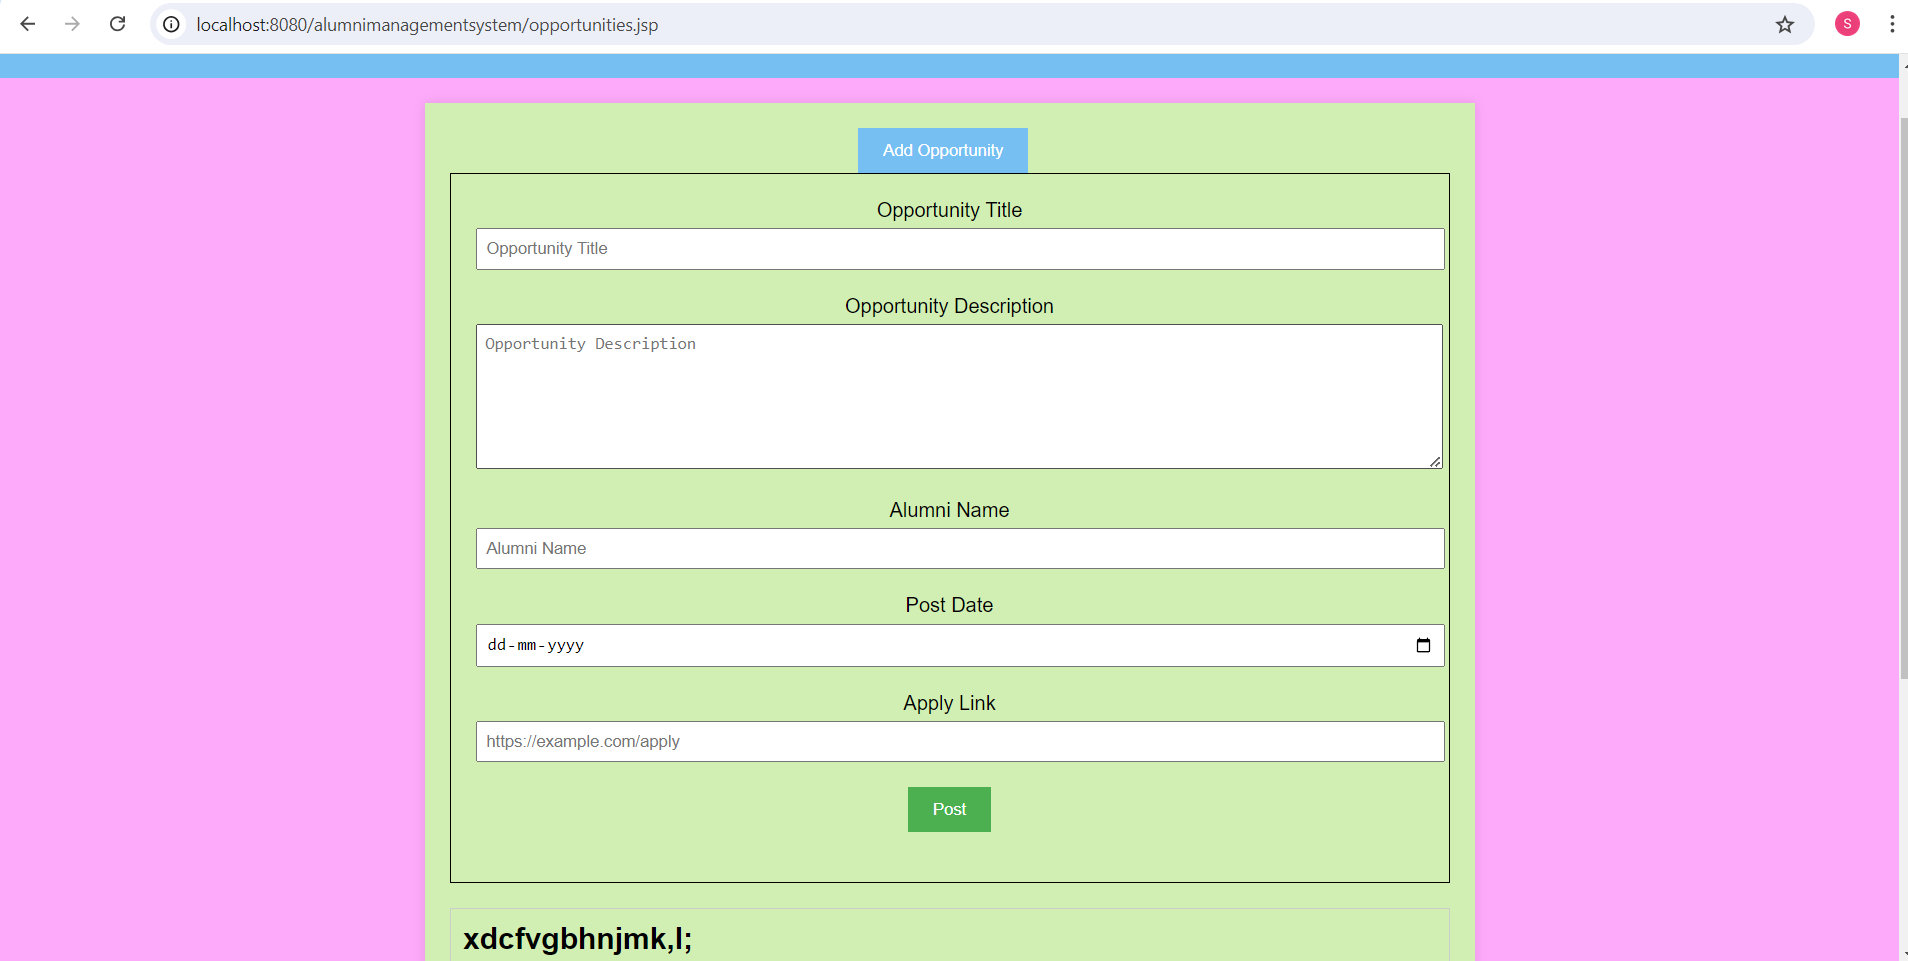 localhost:8080/alumnimanagementsystem/opportunities.jsp
S
Add Opportunity
Opportunity Title
Opportunity Title
Opportunity Description
Opportunity Description
Alumni Name
Alumni Name
Post Date
dd-mm-yyyy
Apply Link
https://example.com/apply
Post
xdcfvgbhnjmk,l;